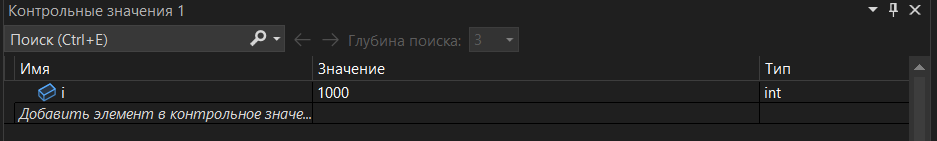 Контрольные значения 1
Поиск (Ctrl+E) Глубина поиска: 3
Имя Значение Тип
i 1000 int
Добавить элемент в контрольное значе...